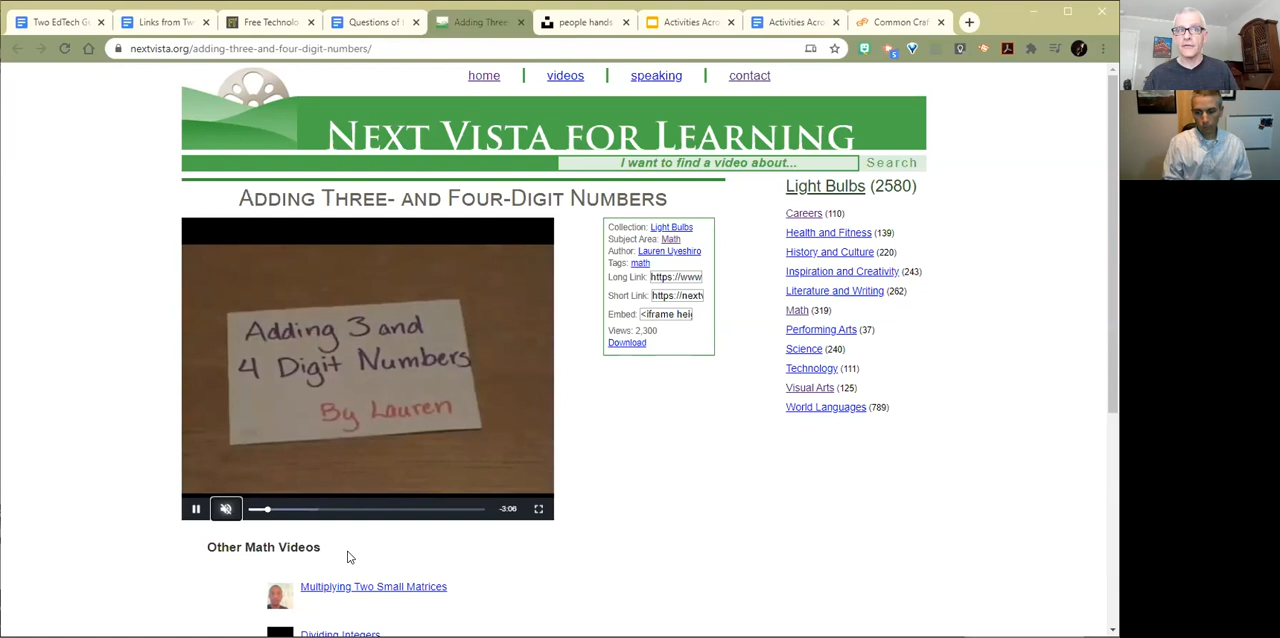 Two EdTech G
Links from Tw
Free Technolo
Questions of t
Adding Three
people hands
Activities Acro
Activities Acro
Common Craf
nextvista.org/adding-three-and-four-digit-numbers/
home
videos
speaking
contact
NEXT VISTA FOR LEARNING
I want to find a video about...
Search
ADDING THREE- AND FOUR-DIGIT NUMBERS
Adding 3 and
4 Digit Numbers
By Lauren
-3:06
Collection: Light Bulbs
Subject Area: Math
Author: Lauren Uyeshiro
Tags: math
Long Link: https://www
Short Link: https://next
Embed: <iframe hei
Views: 2,300
Download
Light Bulbs (2580)
Careers (110)
Health and Fitness (139)
History and Culture (220)
Inspiration and Creativity (243)
Literature and Writing (262)
Math (319)
Performing Arts (37)
Science (240)
Technology (111)
Visual Arts (125)
World Languages (789)
Other Math Videos
Multiplying Two Small Matrices
Dividing Integers